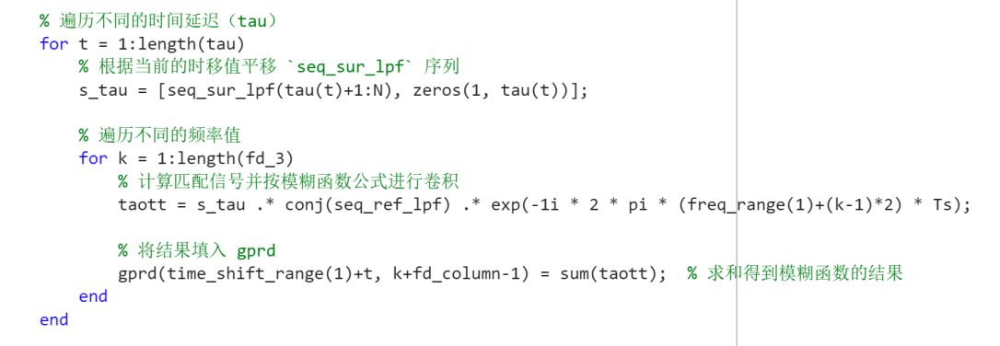 % 遍历不同的时间延迟（tau）
for t = 1:length(tau)
% 根据当前的时移值平移 `seq_sur_lpf` 序列
s_tau = [seq_sur_lpf(tau(t)+1:N), zeros(1, tau(t))];
% 遍历不同的频率值
for k = 1:length(fd_3)
% 计算匹配信号并按模糊函数公式进行卷积
taott = s_tau .* conj(seq_ref_lpf) .* exp(-1i * 2 * pi * (freq_range(1)+(k-1)*2) * Ts);
% 将结果填入 gprd
gprd(time_shift_range(1)+t, k+fd_column-1) = sum(taott);  % 求和得到模糊函数的结果
end
end